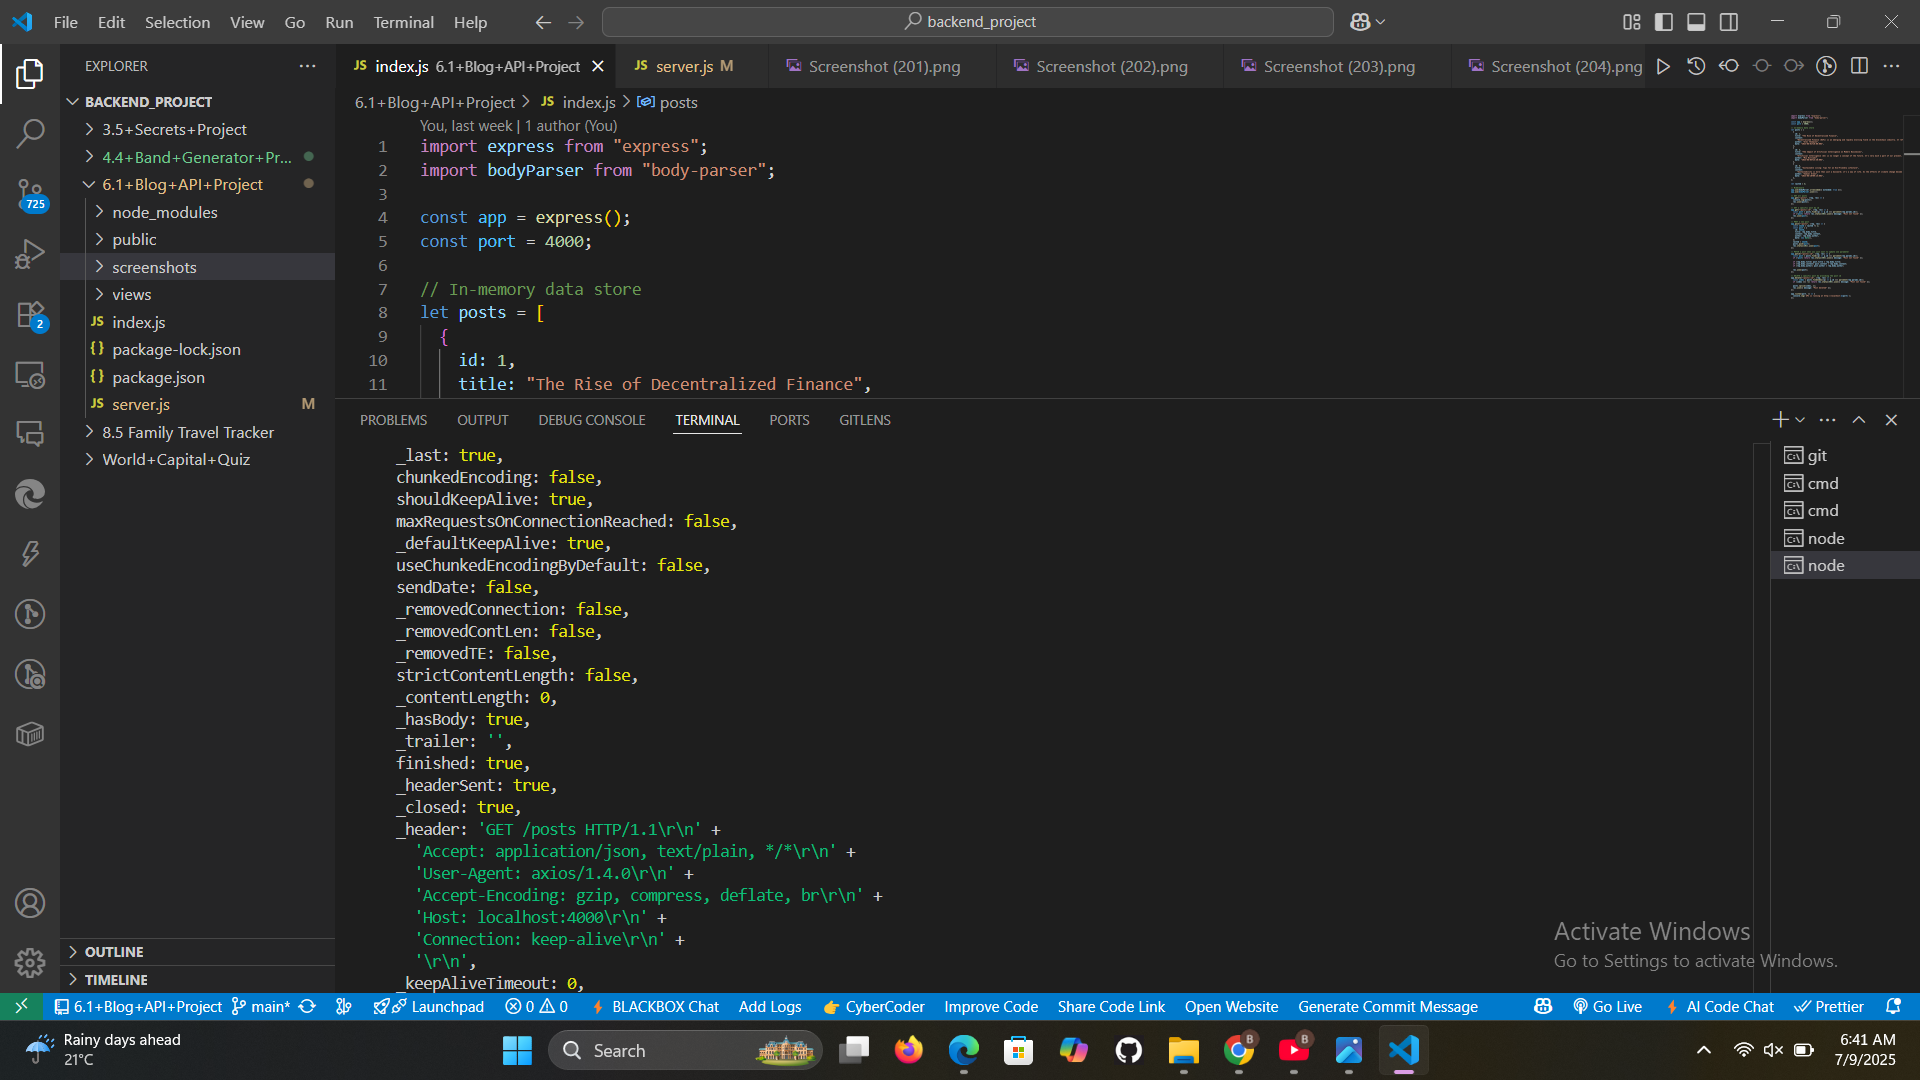 File Edit Selection View Go Run Terminal Help
backend_project
EXPLORER
BACKEND_PROJECT
3.5+Secrets+Project
4.4+Band+Generator+Pr...
6.1+Blog+API+Project
node_modules
public
screenshots
views
JS index.js
{} package-lock.json
{} package.json
JS server.js M
8.5 Family Travel Tracker
World+Capital+Quiz
OUTLINE
TIMELINE
725
2
JS index.js 6.1+Blog+API+Project
JS server.js M
Screenshot (201).png
Screenshot (202).png
Screenshot (203).png
Screenshot (204).png
6.1+Blog+API+Project > JS index.js > posts
You, last week | 1 author (You)
1 import express from "express";
2 import bodyParser from "body-parser";
3
4 const app = express();
5 const port = 4000;
6
7 // In-memory data store
8 let posts = [
9 {
10 id: 1,
11 title: "The Rise of Decentralized Finance",
PROBLEMS OUTPUT DEBUG CONSOLE TERMINAL PORTS GITLENS
_last: true,
chunkedEncoding: false,
shouldKeepAlive: true,
maxRequestsOnConnectionReached: false,
_defaultKeepAlive: true,
useChunkedEncodingByDefault: false,
sendDate: false,
_removedConnection: false,
_removedContLen: false,
_removedTE: false,
strictContentLength: false,
_contentLength: 0,
_hasBody: true,
_trailer: '',
finished: true,
_headerSent: true,
_closed: true,
_header: 'GET /posts HTTP/1.1\r\n' +
'Accept: application/json, text/plain, */*\r\n' +
'User-Agent: axios/1.4.0\r\n' +
'Accept-Encoding: gzip, compress, deflate, br\r\n' +
'Host: localhost:4000\r\n' +
'Connection: keep-alive\r\n' +
'\r\n',
_keepAliveTimeout: 0,
git
cmd
cmd
node
node
Activate Windows
Go to Settings to activate Windows.
6.1+Blog+API+Project main* Launchpad 0 0 BLACKBOX Chat Add Logs CyberCoder Improve Code Share Code Link Open Website Generate Commit Message Go Live AI Code Chat Prettier
Rainy days ahead
21°C
Search
B
B
6:41 AM
7/9/2025